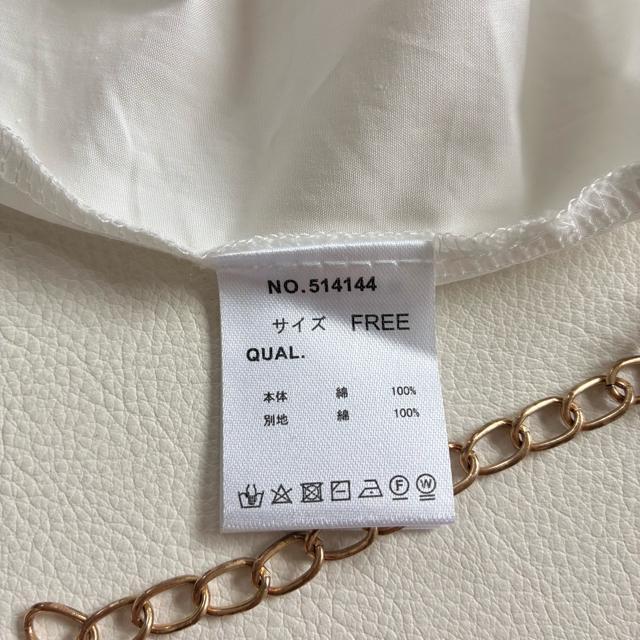 NO.514144
サイズ FREE
QUAL.
本体 綿 100%
別地 綿 100%
F W